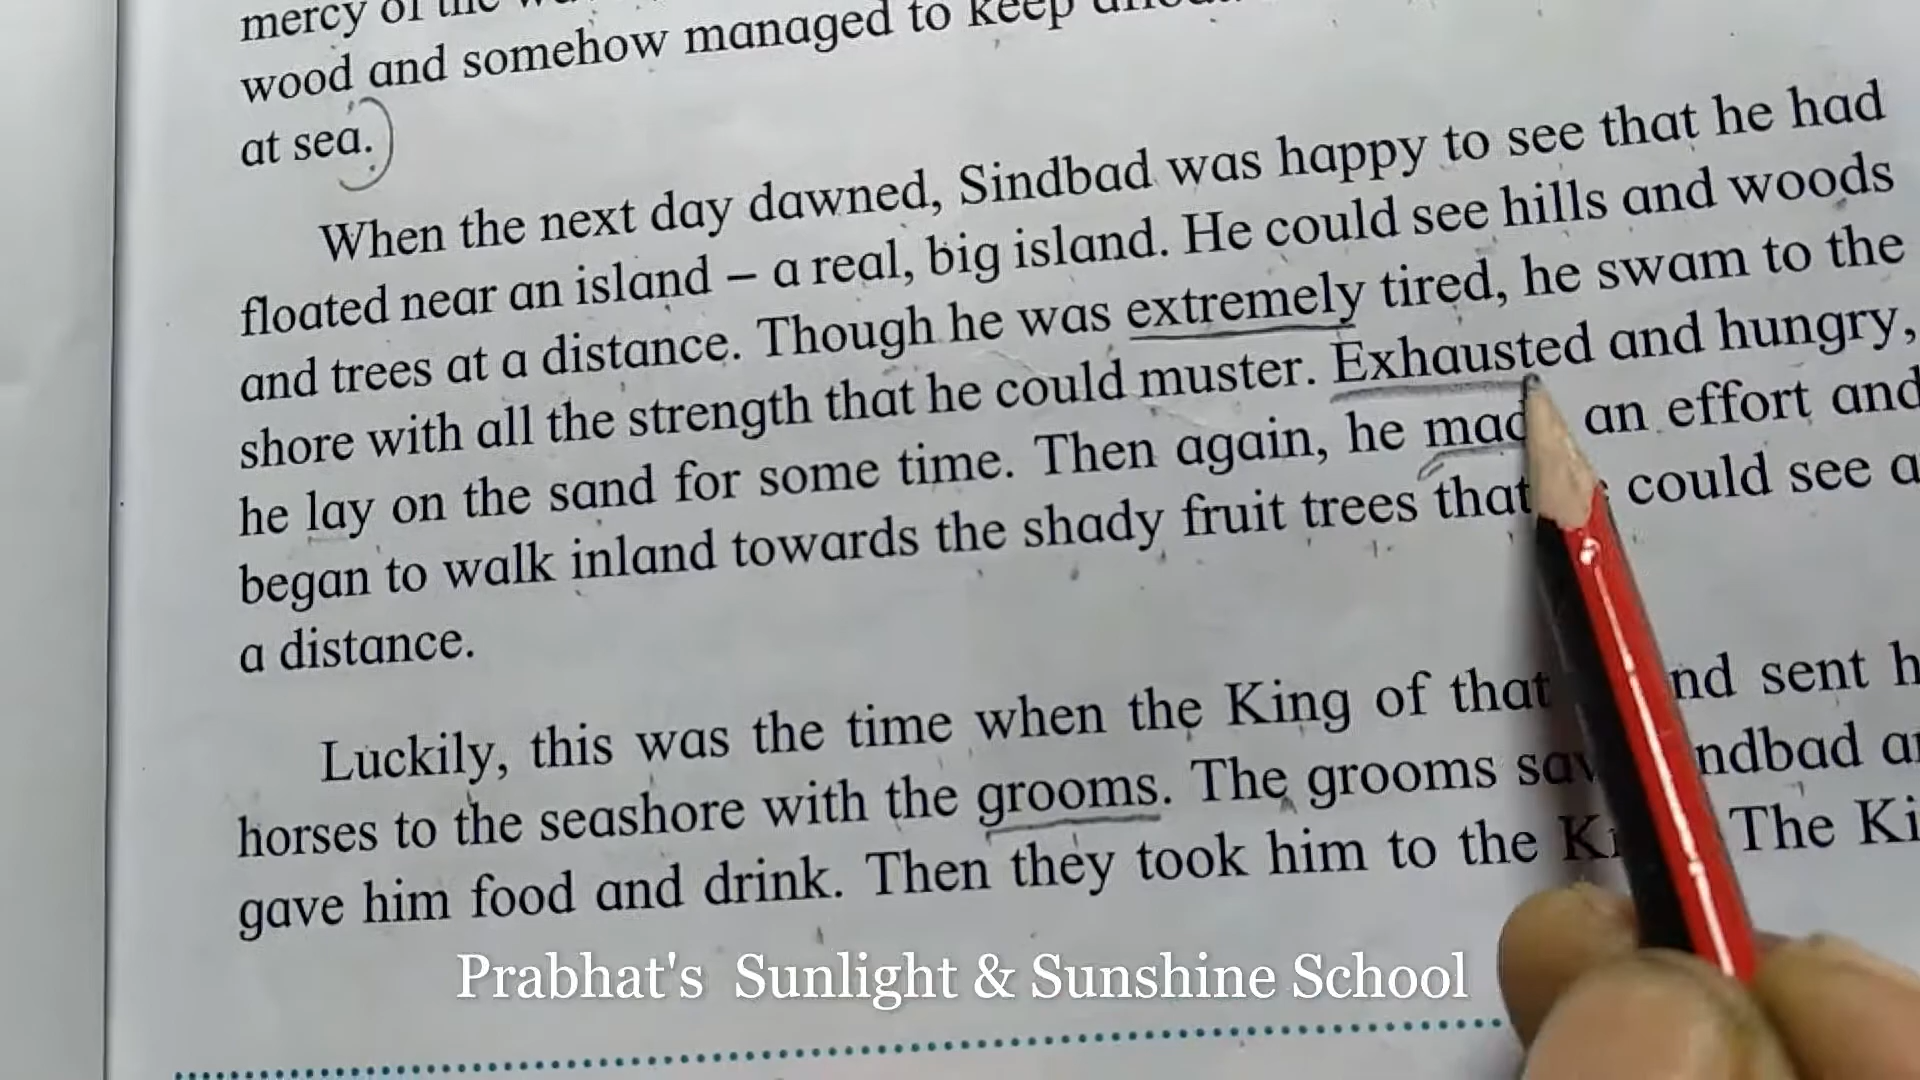 mercy of the
wood and somehow managed to keep
at sea.
When the next day dawned, Sindbad was happy to see that he had
floated near an island – a real, big island. He could see hills and woods
and trees at a distance. Though he was extremely tired, he swam to the
shore with all the strength that he could muster. Exhausted and hungry,
he lay on the sand for some time. Then again, he made an effort and
began to walk inland towards the shady fruit trees that could see a
a distance.
Luckily, this was the time when the King of that sent
horses to the seashore with the grooms. The grooms saw Sindbad
gave him food and drink. Then they took him to the The
Prabhat's Sunlight & Sunshine School